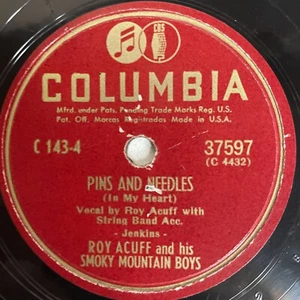 CBS
COLUMBIA
Mfrd. under Pats. Pending Trade Marks Reg. U.S.
Pat. Off. Marcas Registradas Made in U.S.A.
C 143-4 37597
(C 4432)
PINS AND NEEDLES
(In My Heart)
Vocal by Roy Acuff with
String Band Acc.
- Jenkins -
ROY ACUFF and his
SMOKY MOUNTAIN BOYS